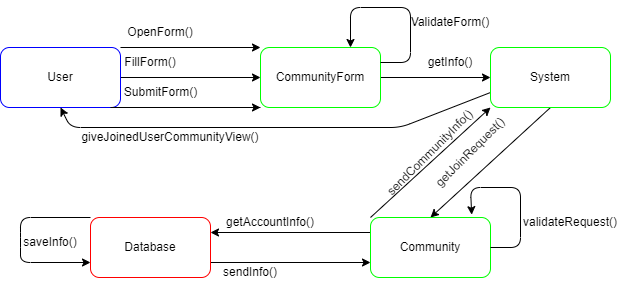 OpenForm()
ValidateForm()
User
FillForm()
CommunityForm
getInfo()
System
SubmitForm()
giveJoinedUserCommunityView()
sendCommunityInfo()
getJoinRequest()
getAccountInfo()
validateRequest()
saveInfo()
Database
Community
sendInfo()